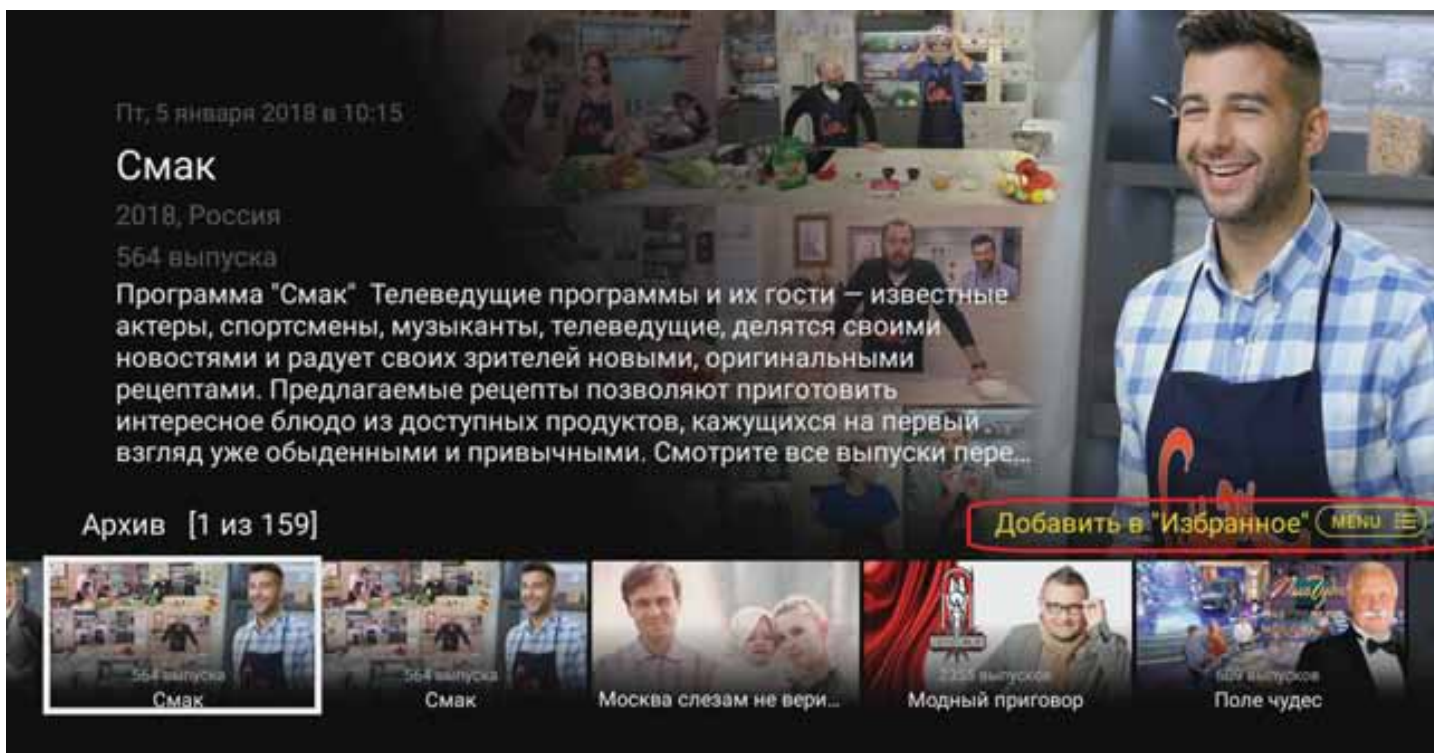 Пт, 5 января 2018 в 10:15
Смак
2018, Россия
564 выпуска
Программа "Смак" Телеведущие программы и их гости — известные
актеры, спортсмены, музыканты, телеведущие, делятся своими
новостями и радует своих зрителей новыми, оригинальными
рецептами. Предлагаемые рецепты позволяют приготовить
интересное блюдо из доступных продуктов, кажущихся на первый
взгляд уже обыденными и привычными. Смотрите все выпуски пере...
Архив [1 из 159]
Добавить в "Избранное" MENU
564 выпуска
Смак
564 выпуска
Смак
Москва слезам не вери...
выпусков
Модный приговор
выпусков
Поле чудес